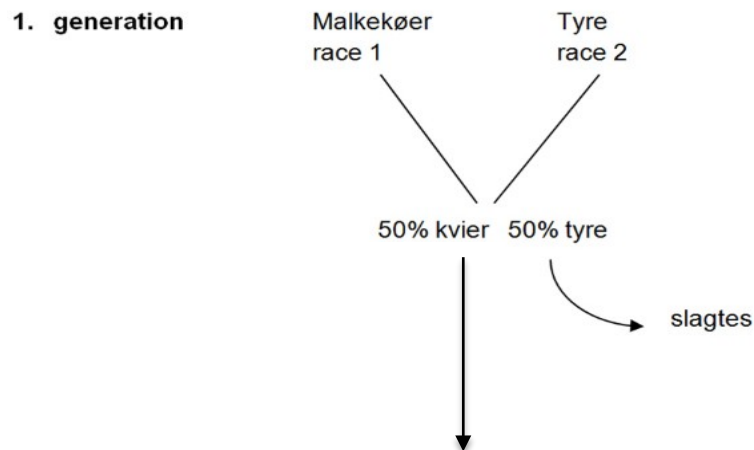 1. generation
Malkekøer
race 1
Tyre
race 2
50% kvier
50% tyre
slagtes